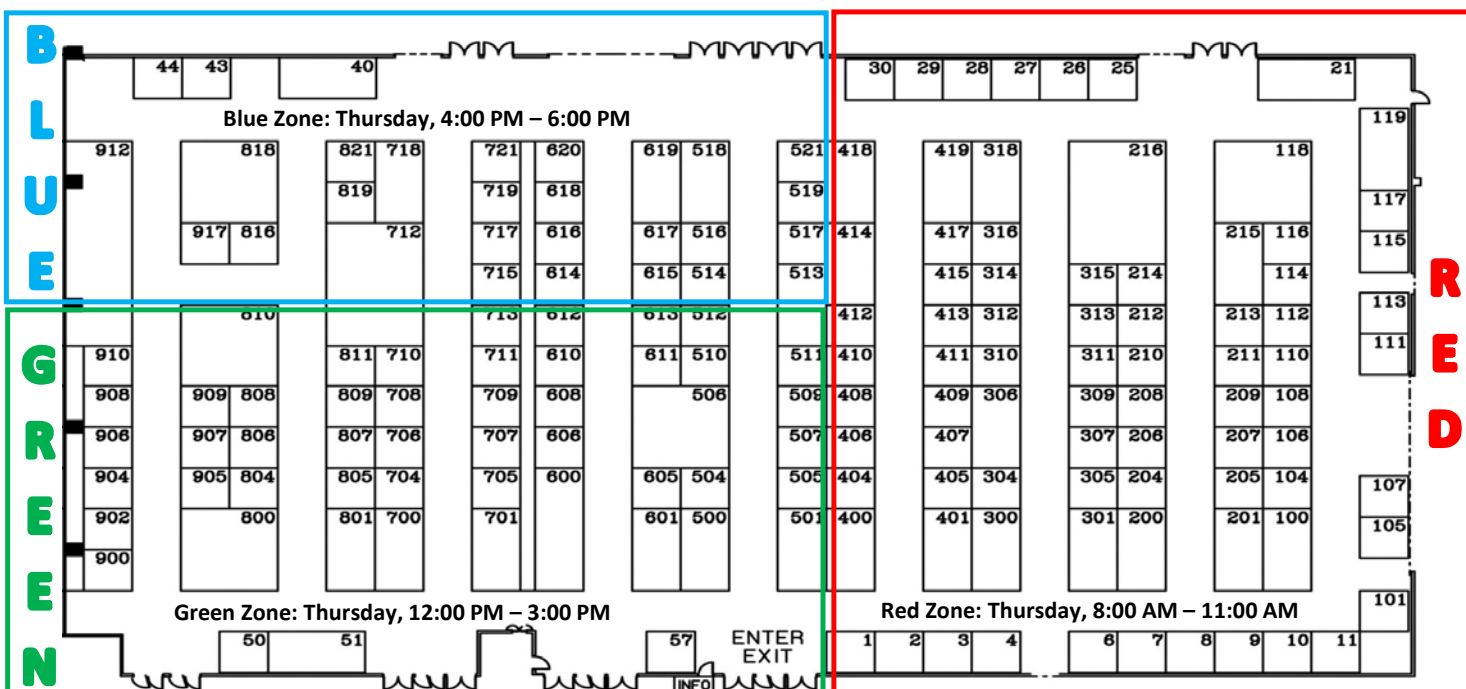 B L U E
44 43 40 30 29 28 27 26 25 21
Blue Zone: Thursday, 4:00 PM – 6:00 PM
119
912 818 821 718 721 620 619 518 521 418 419 318 216 118
819 719 618 519 117
917 816 712 717 616 617 516 517 414 417 316 215 116 115
715 614 615 514 513 415 314 315 214 114
R E D
113
810 713 612 613 512 412 413 312 313 212 213 112
111
G R E E N
910 811 710 711 610 611 510 511 410 411 310 311 210 211 110
908 909 808 809 708 709 608 506 509 408 409 306 309 208 209 108
906 907 806 807 706 707 606 507 406 407 307 206 207 106
904 905 804 805 704 705 600 605 504 505 404 405 304 305 204 205 104 107
902 800 801 700 701 601 500 501 400 401 300 301 200 201 100 105
900
101
Green Zone: Thursday, 12:00 PM – 3:00 PM
Red Zone: Thursday, 8:00 AM – 11:00 AM
50 51 57 ENTER 1 2 3 4 6 7 8 9 10 11
EXIT
INFO